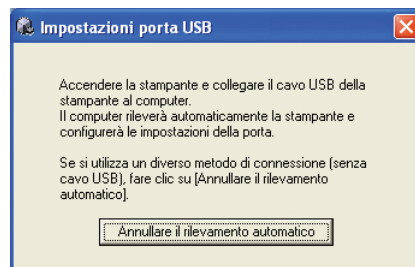 Impostazioni porta USB
Accendere la stampante e collegare il cavo USB della
stampante al computer.
Il computer rileverà automaticamente la stampante e
configurerà le impostazioni della porta.
Se si utilizza un diverso metodo di connessione (senza
cavo USB), fare clic su [Annullare il rilevamento
automatico].
Annullare il rilevamento automatico